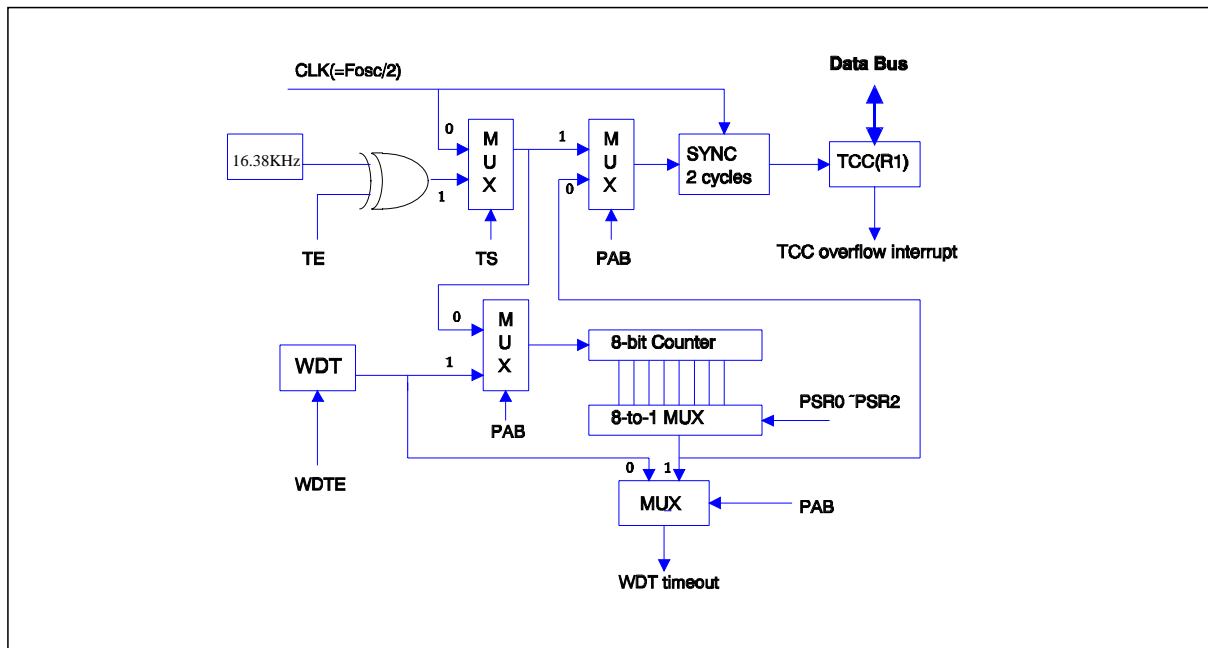 CLK(=Fosc/2)
Data Bus
0
M
U
X
1
M
U
X
0
16.38KHz
1
SYNC
2 cycles
TCC(R1)
TE
TS
PAB
TCC overflow interrupt
0
M
U
X
1
WDT
8-bit Counter
PSR0 ~PSR2
8-to-1 MUX
PAB
WDTE
0
1
MUX
PAB
WDT timeout